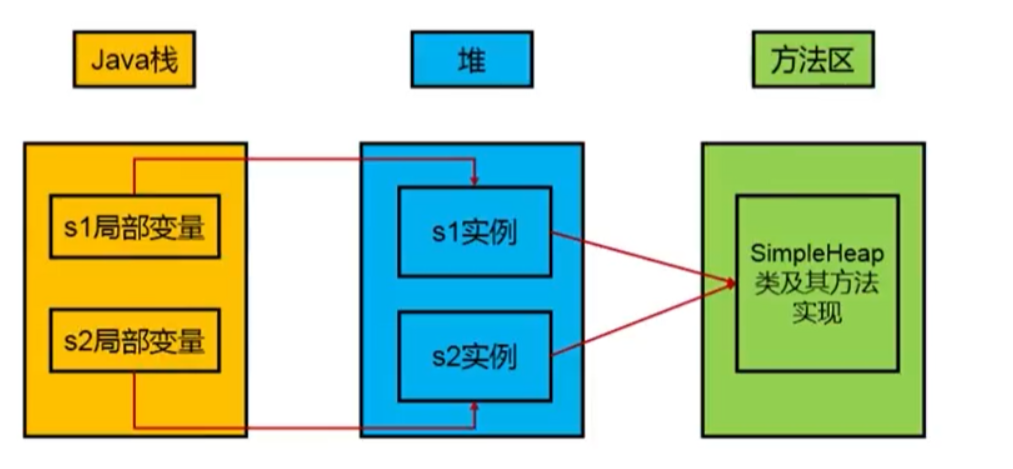 Java栈
堆
方法区
s1局部变量
s2局部变量
s1实例
s2实例
SimpleHeap
类及其方法
实现